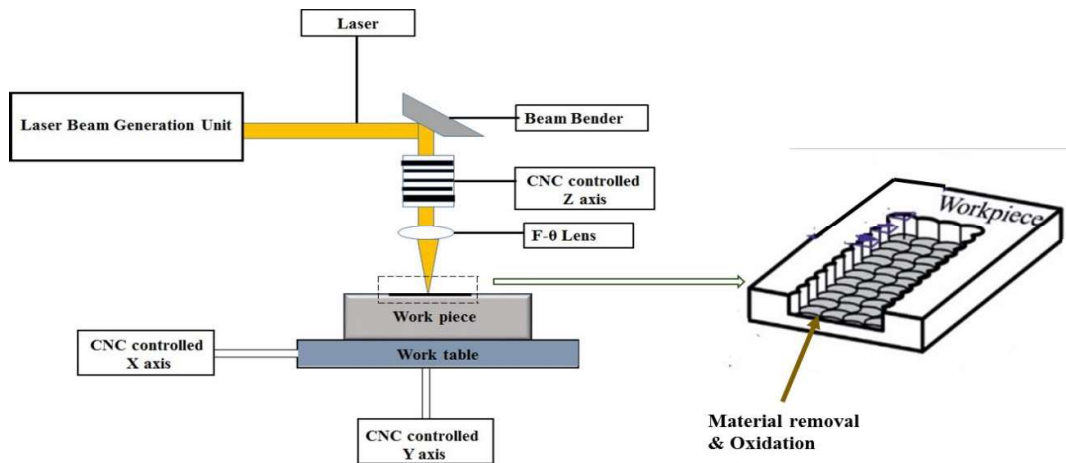 Laser
Laser Beam Generation Unit
Beam Bender
CNC controlled
Z axis
F-θ Lens
Work piece
CNC controlled
X axis
Work table
CNC controlled
Y axis
Workpiece
Material removal
& Oxidation